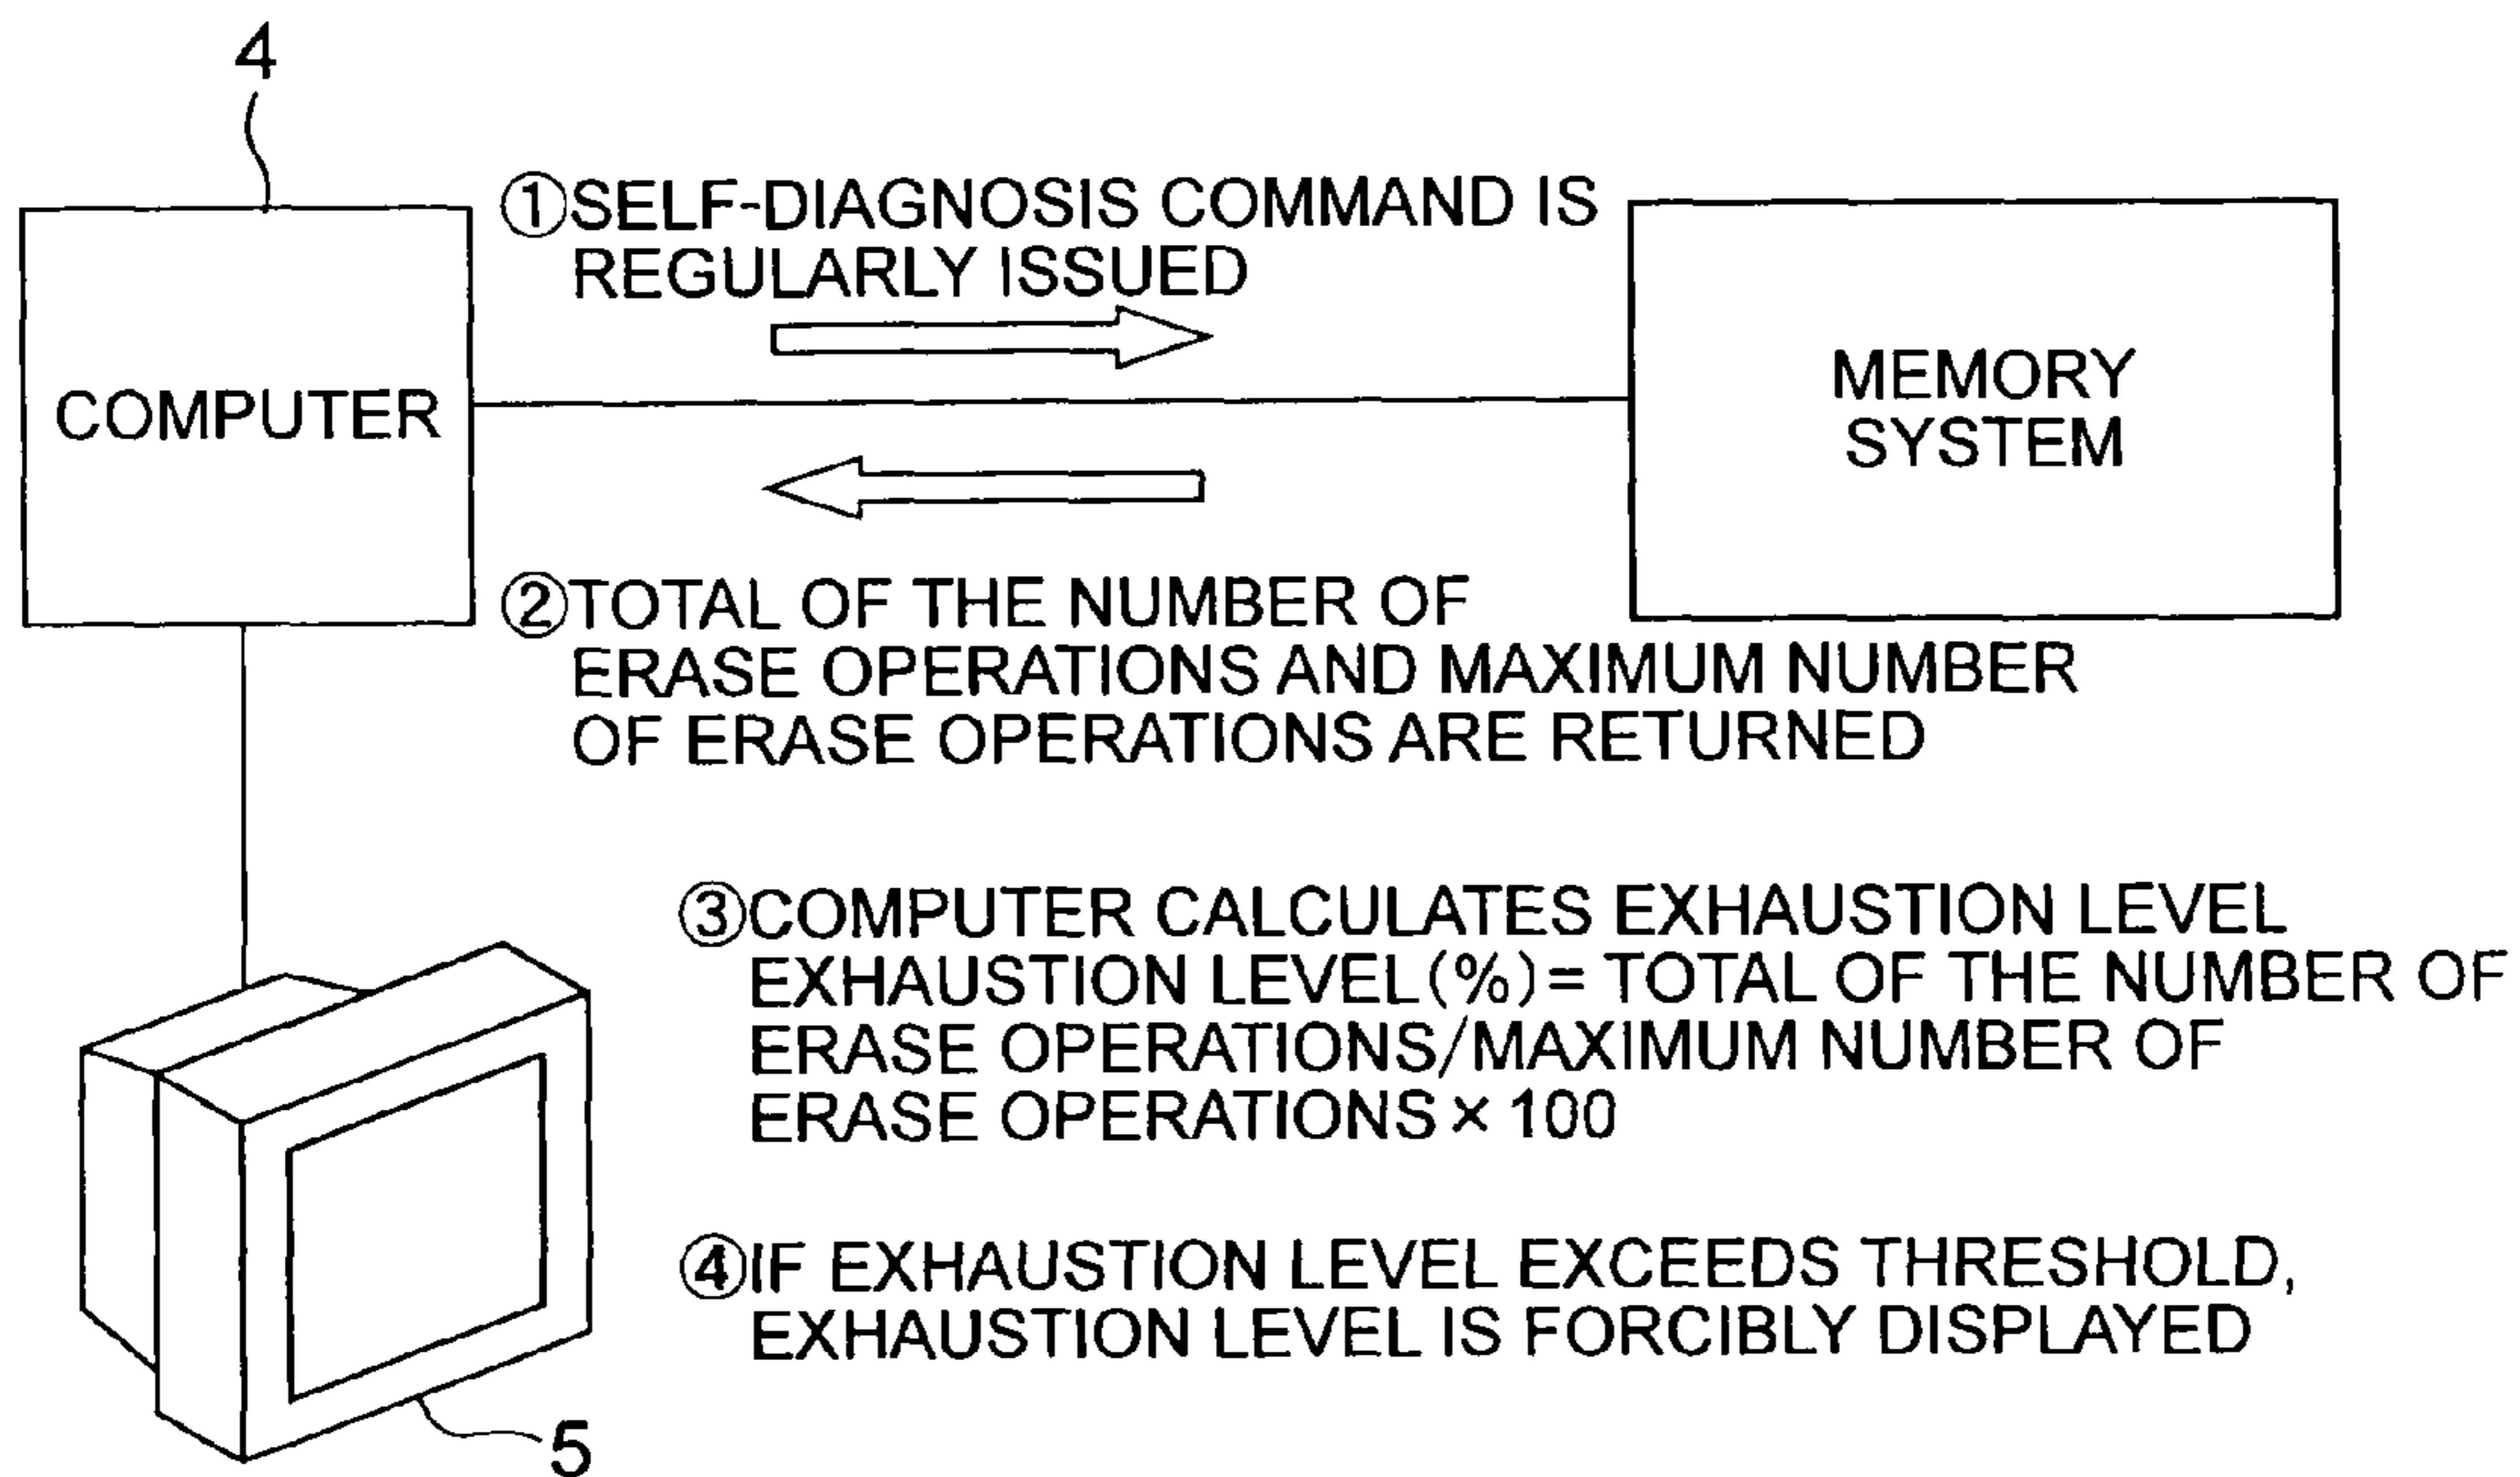 4
①SELF-DIAGNOSIS COMMAND IS
REGULARLY ISSUED
COMPUTER
MEMORY
SYSTEM
②TOTAL OF THE NUMBER OF
ERASE OPERATIONS AND MAXIMUM NUMBER
OF ERASE OPERATIONS ARE RETURNED
③COMPUTER CALCULATES EXHAUSTION LEVEL
EXHAUSTION LEVEL(%)= TOTAL OF THE NUMBER OF
ERASE OPERATIONS/MAXIMUM NUMBER OF
ERASE OPERATIONS × 100
④IF EXHAUSTION LEVEL EXCEEDS THRESHOLD,
EXHAUSTION LEVEL IS FORCIBLY DISPLAYED
5